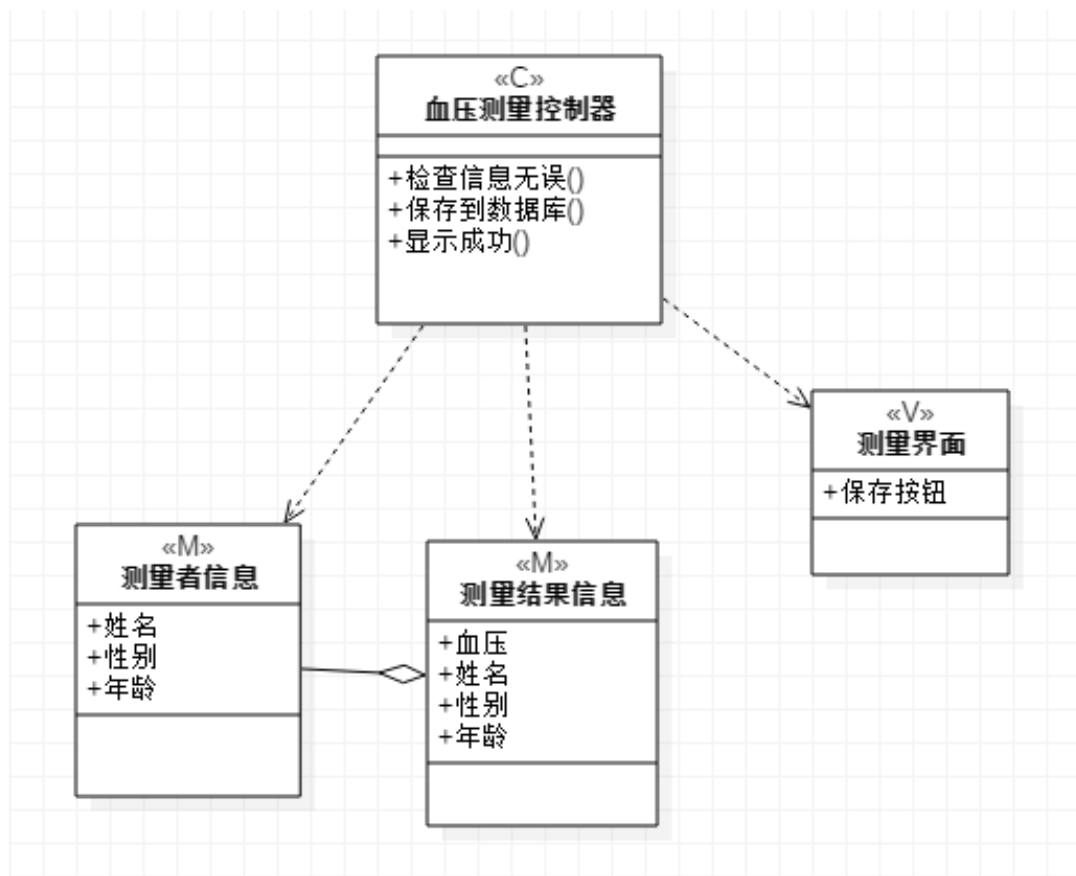 «C»
血压测量控制器
+检查信息无误()
+保存到数据库()
+显示成功()
«V»
测量界面
+保存按钮
«M»
测量者信息
+姓名
+性别
+年龄
«M»
测量结果信息
+血压
+姓名
+性别
+年龄